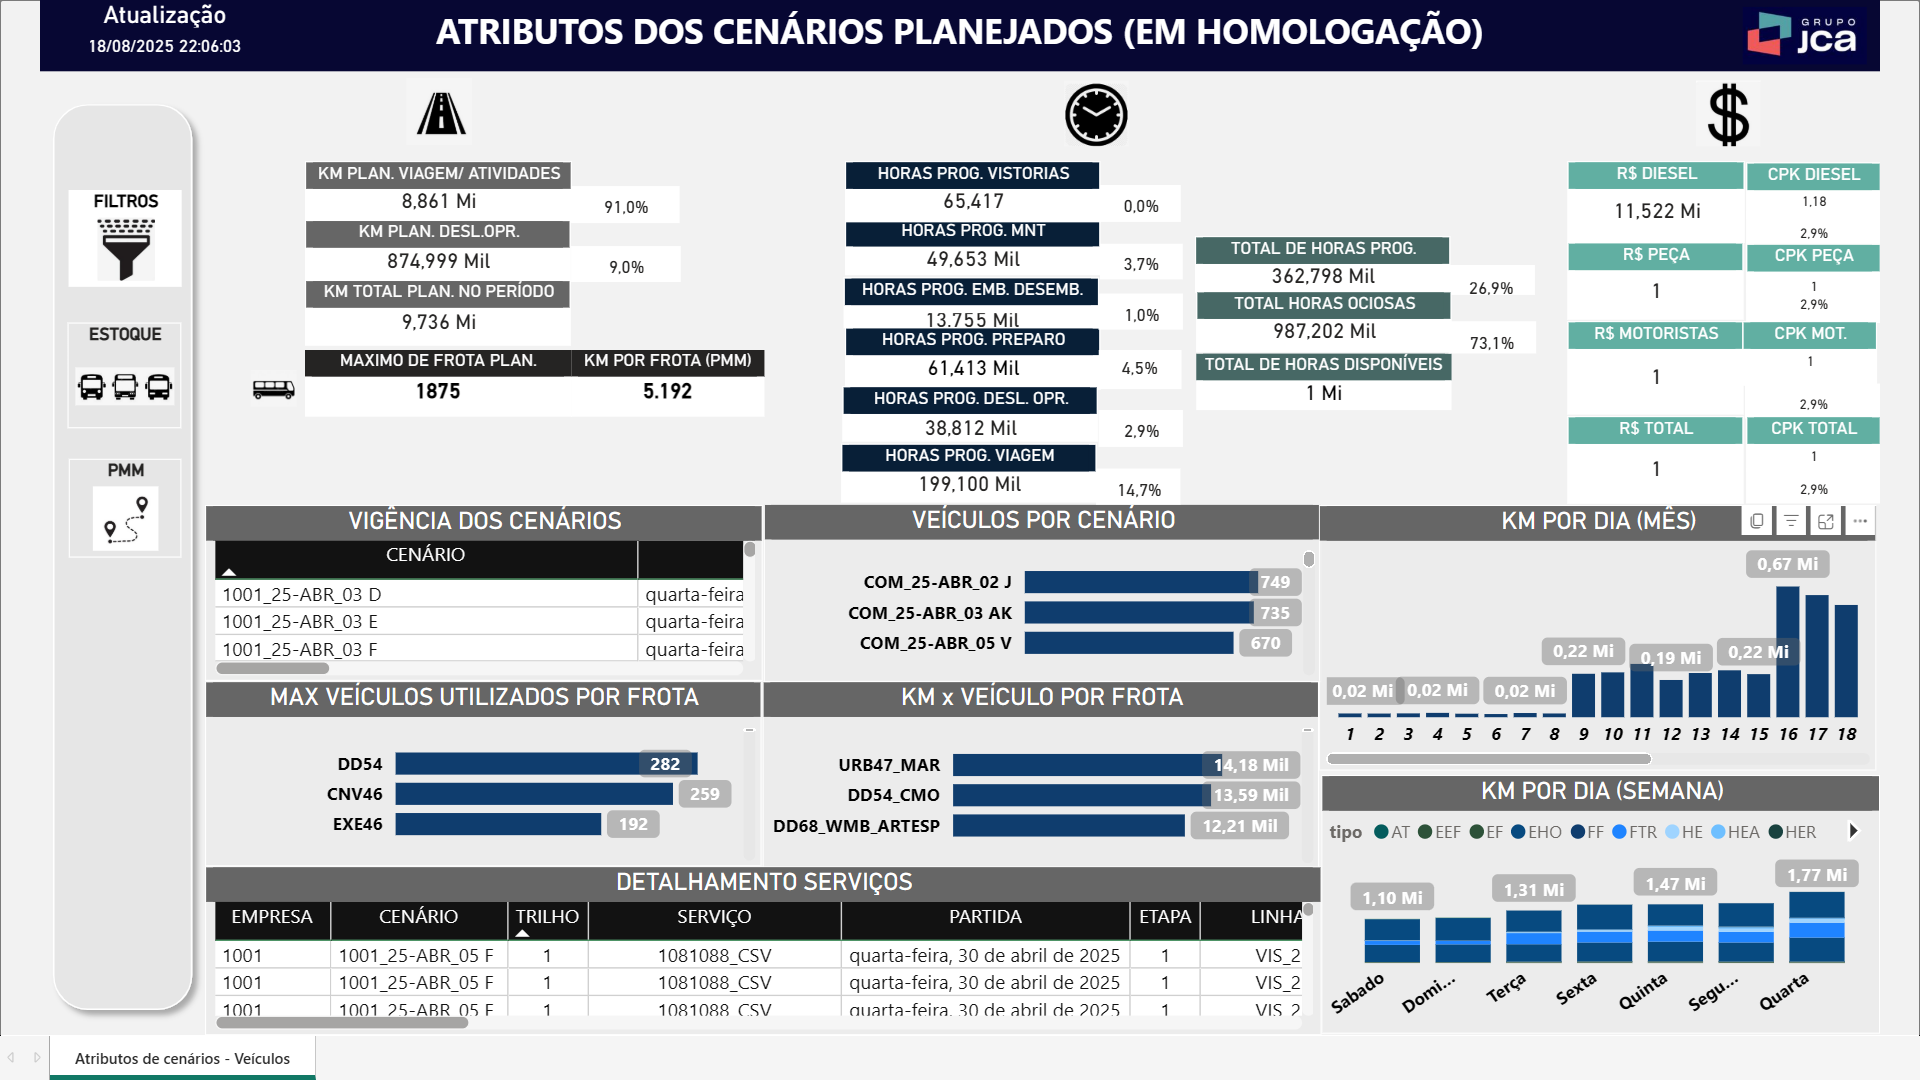 Atualização
18/08/2025 22:06:03
ATRIBUTOS DOS CENÁRIOS PLANEJADOS (EM HOMOLOGAÇÃO)
GRUPO
jca
FILTROS
ESTOQUE
PMM
KM PLAN. VIAGEM/ ATIVIDADES
8,861 Mi
91,0%
KM PLAN. DESL.OPR.
874,999 Mil
9,0%
KM TOTAL PLAN. NO PERÍODO
9,736 Mi
MAXIMO DE FROTA PLAN.
KM POR FROTA (PMM)
1875
5.192
HORAS PROG. VISTORIAS
65,417
0,0%
HORAS PROG. MNT
49,653 Mil
3,7%
HORAS PROG. EMB. DESEMB.
13.755 Mil
1,0%
HORAS PROG. PREPARO
61,413 Mil
4,5%
HORAS PROG. DESL. OPR.
38,812 Mil
2,9%
HORAS PROG. VIAGEM
199,100 Mil
14,7%
TOTAL DE HORAS PROG.
362,798 Mil
26,9%
TOTAL HORAS OCIOSAS
987,202 Mil
73,1%
TOTAL DE HORAS DISPONÍVEIS
1 Mi
R$ DIESEL
CPK DIESEL
11,522 Mi
1,18
2,9%
R$ PEÇA
CPK PEÇA
1
1
2,9%
R$ MOTORISTAS
CPK MOT.
1
1
2,9%
R$ TOTAL
CPK TOTAL
1
1
2,9%
VIGÊNCIA DOS CENÁRIOS
CENÁRIO
1001_25-ABR_03 D quarta-feira
1001_25-ABR_03 E quarta-feira
1001_25-ABR_03 F quarta-feira
VEÍCULOS POR CENÁRIO
COM_25-ABR_02 J 749
COM_25-ABR_03 AK 735
COM_25-ABR_05 V 670
KM POR DIA (MÊS)
0,67 Mi
0,22 Mi 0,19 Mi 0,22 Mi
0,02 Mi 0,02 Mi 0,02 Mi
1 2 3 4 5 6 7 8 9 10 11 12 13 14 15 16 17 18
MAX VEÍCULOS UTILIZADOS POR FROTA
DD54 282
CNV46 259
EXE46 192
KM x VEÍCULO POR FROTA
URB47_MAR 14,18 Mil
DD54_CMO 13,59 Mil
DD68_WMB_ARTESP 12,21 Mil
KM POR DIA (SEMANA)
tipo AT EEF EF EHO FF FTR HE HEA HER
1,10 Mi 1,31 Mi 1,47 Mi 1,77 Mi
Sabado Domi... Terça Sexta Quinta Segu... Quarta
DETALHAMENTO SERVIÇOS
EMPRESA CENÁRIO TRILHO SERVIÇO PARTIDA ETAPA LINHA
1001 1001_25-ABR_05 F 1 1081088_CSV quarta-feira, 30 de abril de 2025 1 VIS_2
1001 1001_25-ABR_05 F 1 1081088_CSV quarta-feira, 30 de abril de 2025 1 VIS_2
1001 1001_25-ABR_05 F 1 1081088_CSV quarta-feira, 30 de abril de 2025 1 VIS_2
Atributos de cenários - Veículos